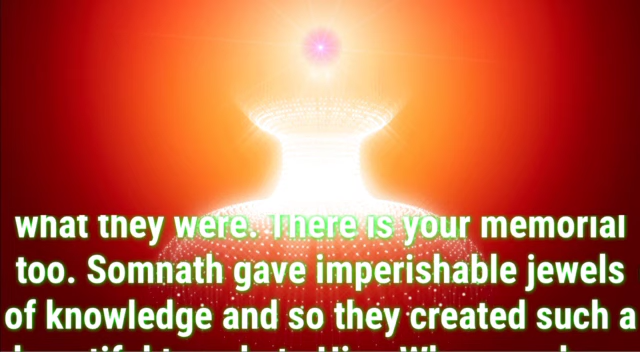 what they were. There is your memorial
too. Somnath gave imperishable jewels
of knowledge and so they created such a